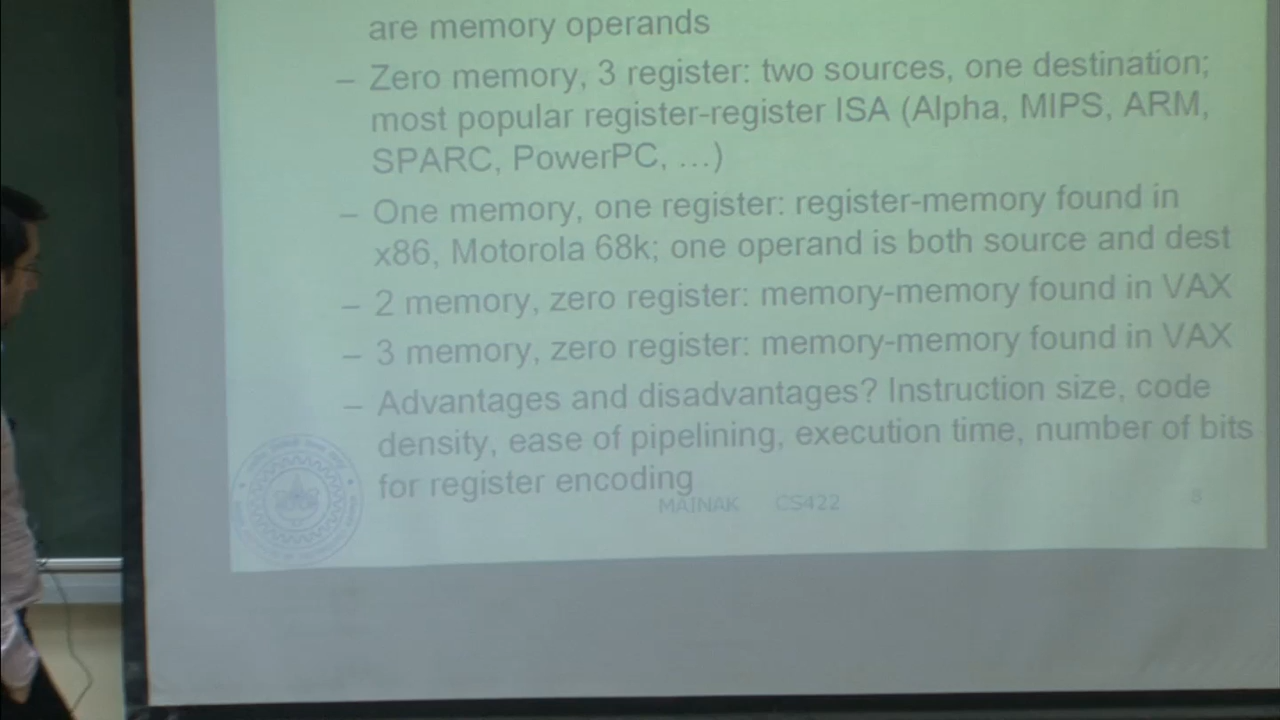 are memory operands
– Zero memory, 3 register: two sources, one destination;
most popular register-register ISA (Alpha, MIPS, ARM,
SPARC, PowerPC, …)
– One memory, one register: register-memory found in
x86, Motorola 68k; one operand is both source and dest
– 2 memory, zero register: memory-memory found in VAX
– 3 memory, zero register: memory-memory found in VAX
– Advantages and disadvantages? Instruction size, code
density, ease of pipelining, execution time, number of bits
for register encoding
MAINAK CS422